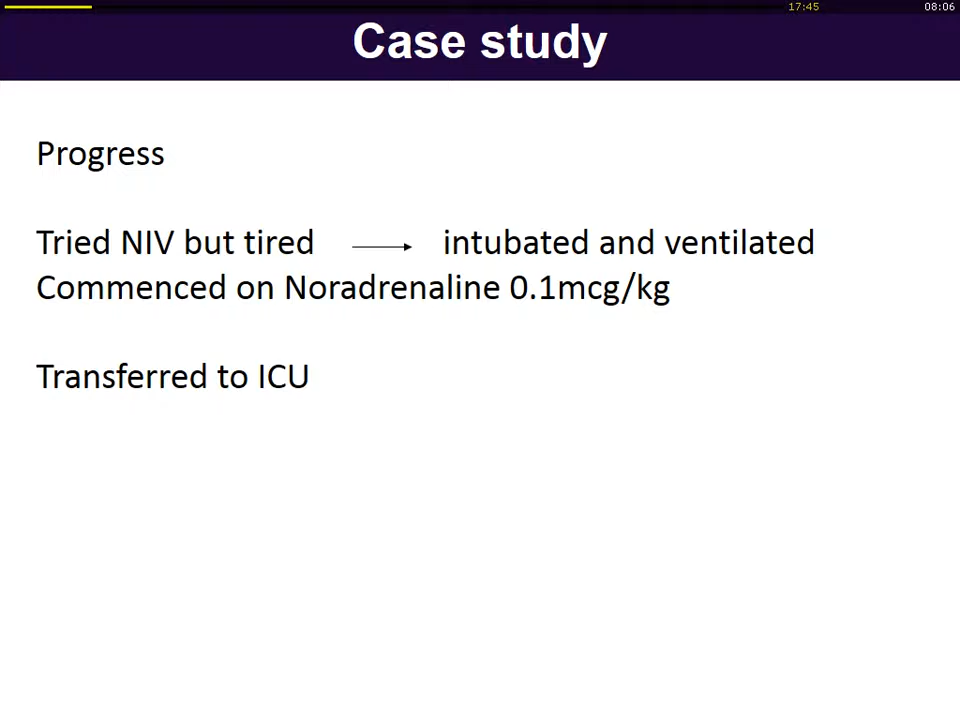 17:45 08:06
Case study
Progress
Tried NIV but tired intubated and ventilated
Commenced on Noradrenaline 0.1mcg/kg
Transferred to ICU